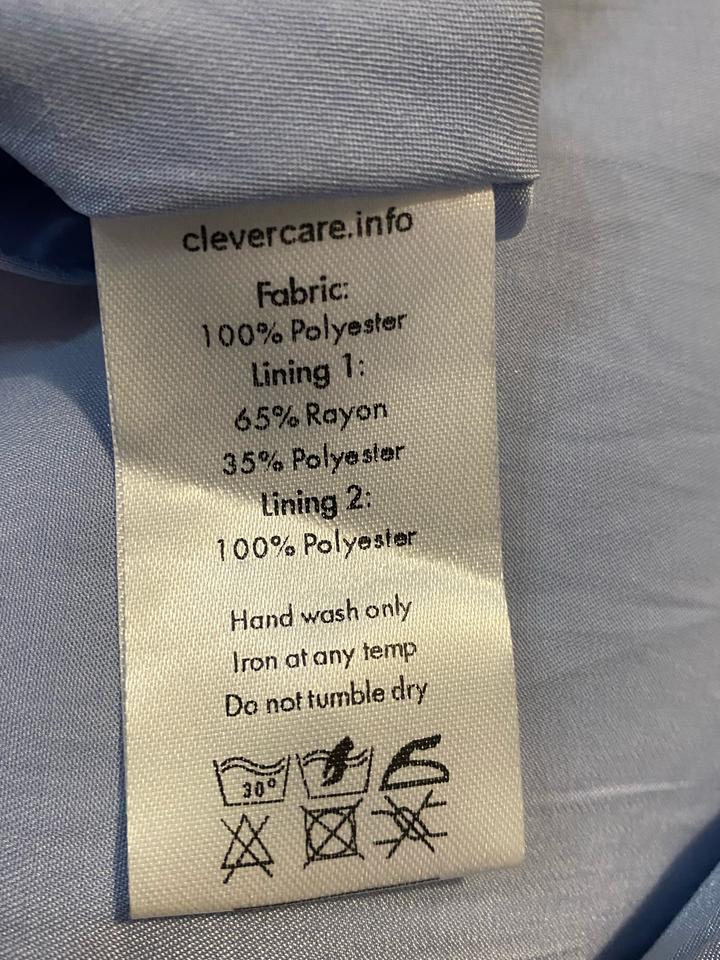 clevercare.info
Fabric:
100% Polyester
Lining 1:
65% Rayon
35% Polyester
Lining 2:
100% Polyester
Hand wash only
Iron at any temp
Do not tumble dry
30°